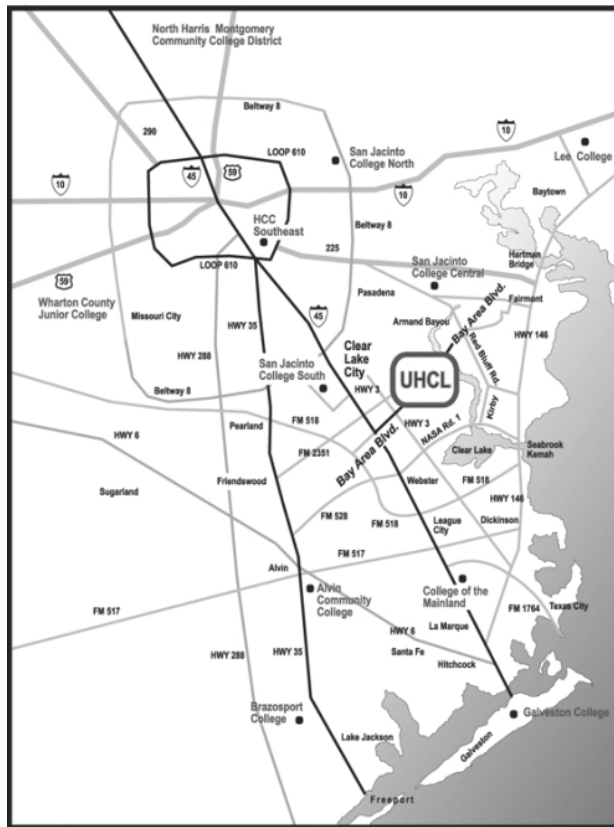 North Harris Montgomery
Community College District
Beltway 8
290
LOOP 610
10
San Jacinto
College North
Lee College
45
59
10
10
Baytown
HCC
Southeast
Beltway 8
225
Hartman
Bridge
LOOP 610
San Jacinto
College Central
59
Wharton County
Junior College
Pasadena
Bay Area Blvd.
Fairmont
Missouri City
HWY 35
45
Armand Bayou
HWY 146
Red Bluff Rd.
HWY 288
Clear
Lake
City
San Jacinto
College South
UHCL
Beltway 8
HWY 3
Kirby
HWY 6
Pearland
FM 518
HWY 3
NASA Rd. 1
FM 2351
Bay Area Blvd.
Clear Lake
Seabrook
Kemah
Sugarland
Friendswood
Webster
FM 518
HWY 146
FM 528
FM 518
League
City
Dickinson
FM 517
Alvin
Alvin
Community
College
College of the
Mainland
FM 517
FM 1764
Texas City
La Marque
HWY 6
Santa Fe
Hitchcock
HWY 288
HWY 35
Brazosport
College
Galveston College
Lake Jackson
Galveston
Freeport